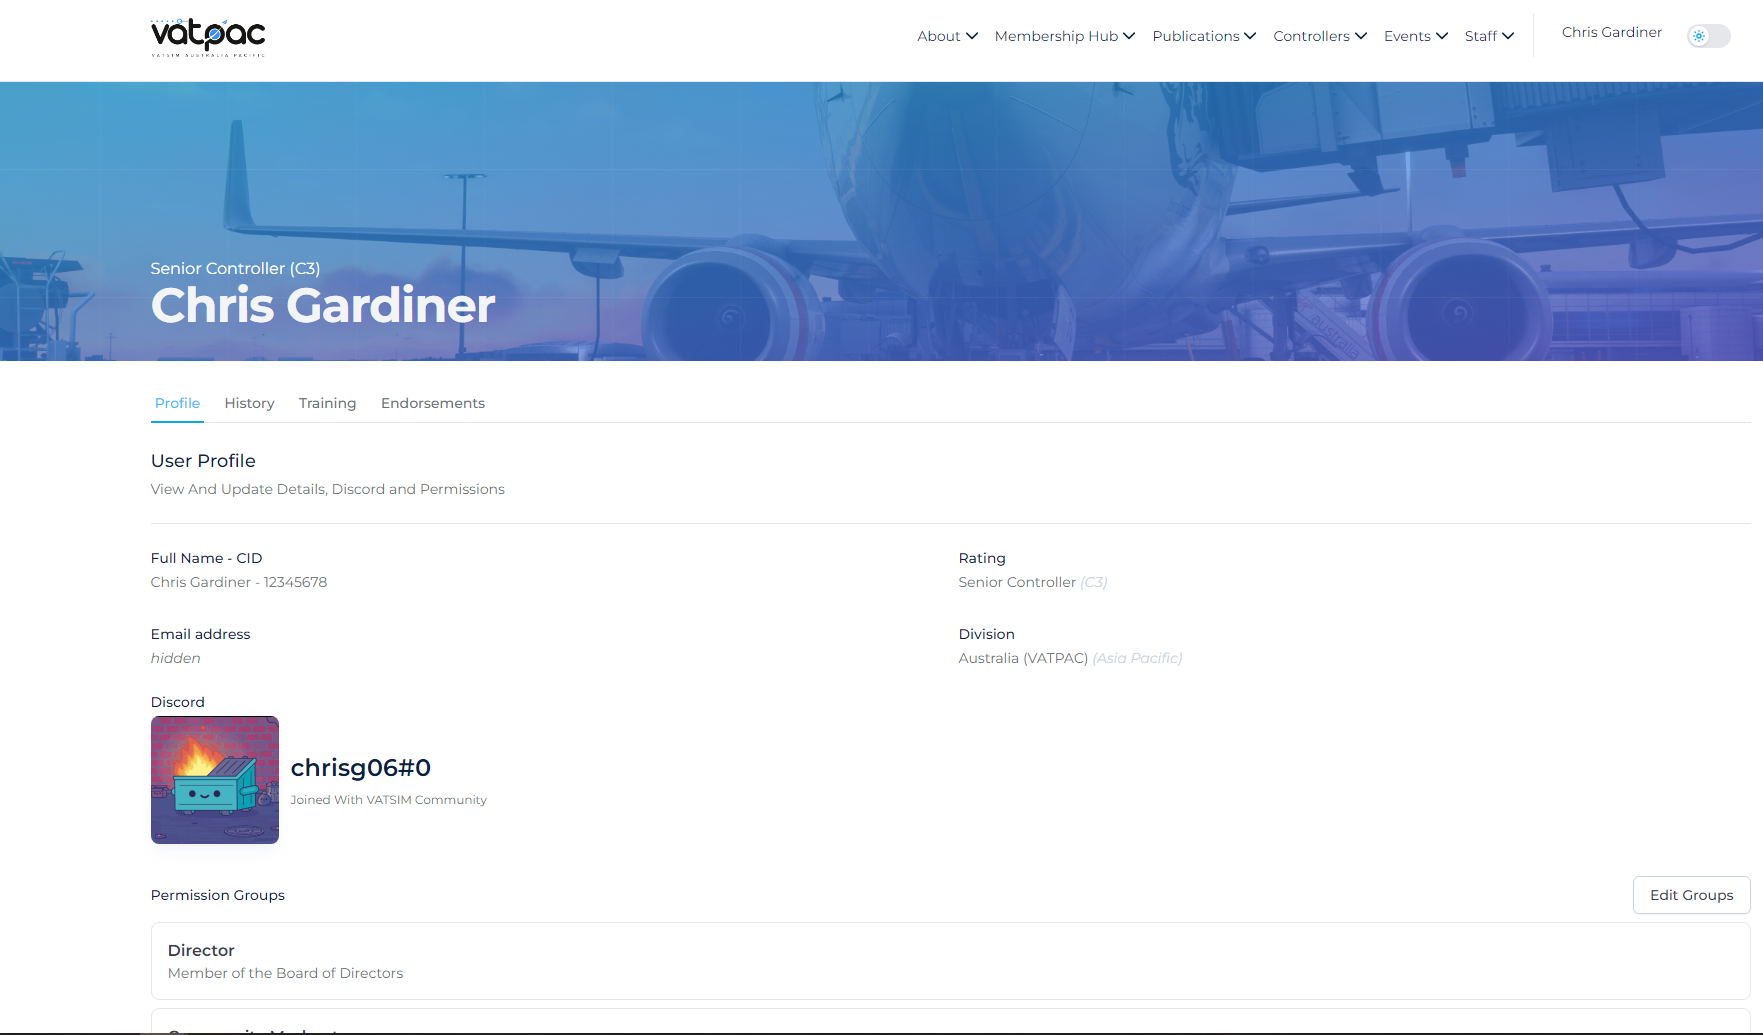 vatpac
VATSIM AUSTRALIA PACIFIC
About Membership Hub Publications Controllers Events Staff Chris Gardiner
Senior Controller (C3)
Chris Gardiner
australia
Profile History Training Endorsements
User Profile
View And Update Details, Discord and Permissions
Full Name - CID
Chris Gardiner - 12345678
Rating
Senior Controller (C3)
Email address
hidden
Division
Australia (VATPAC) (Asia Pacific)
Discord
chrisg06#0
Joined With VATSIM Community
Permission Groups
Edit Groups
Director
Member of the Board of Directors